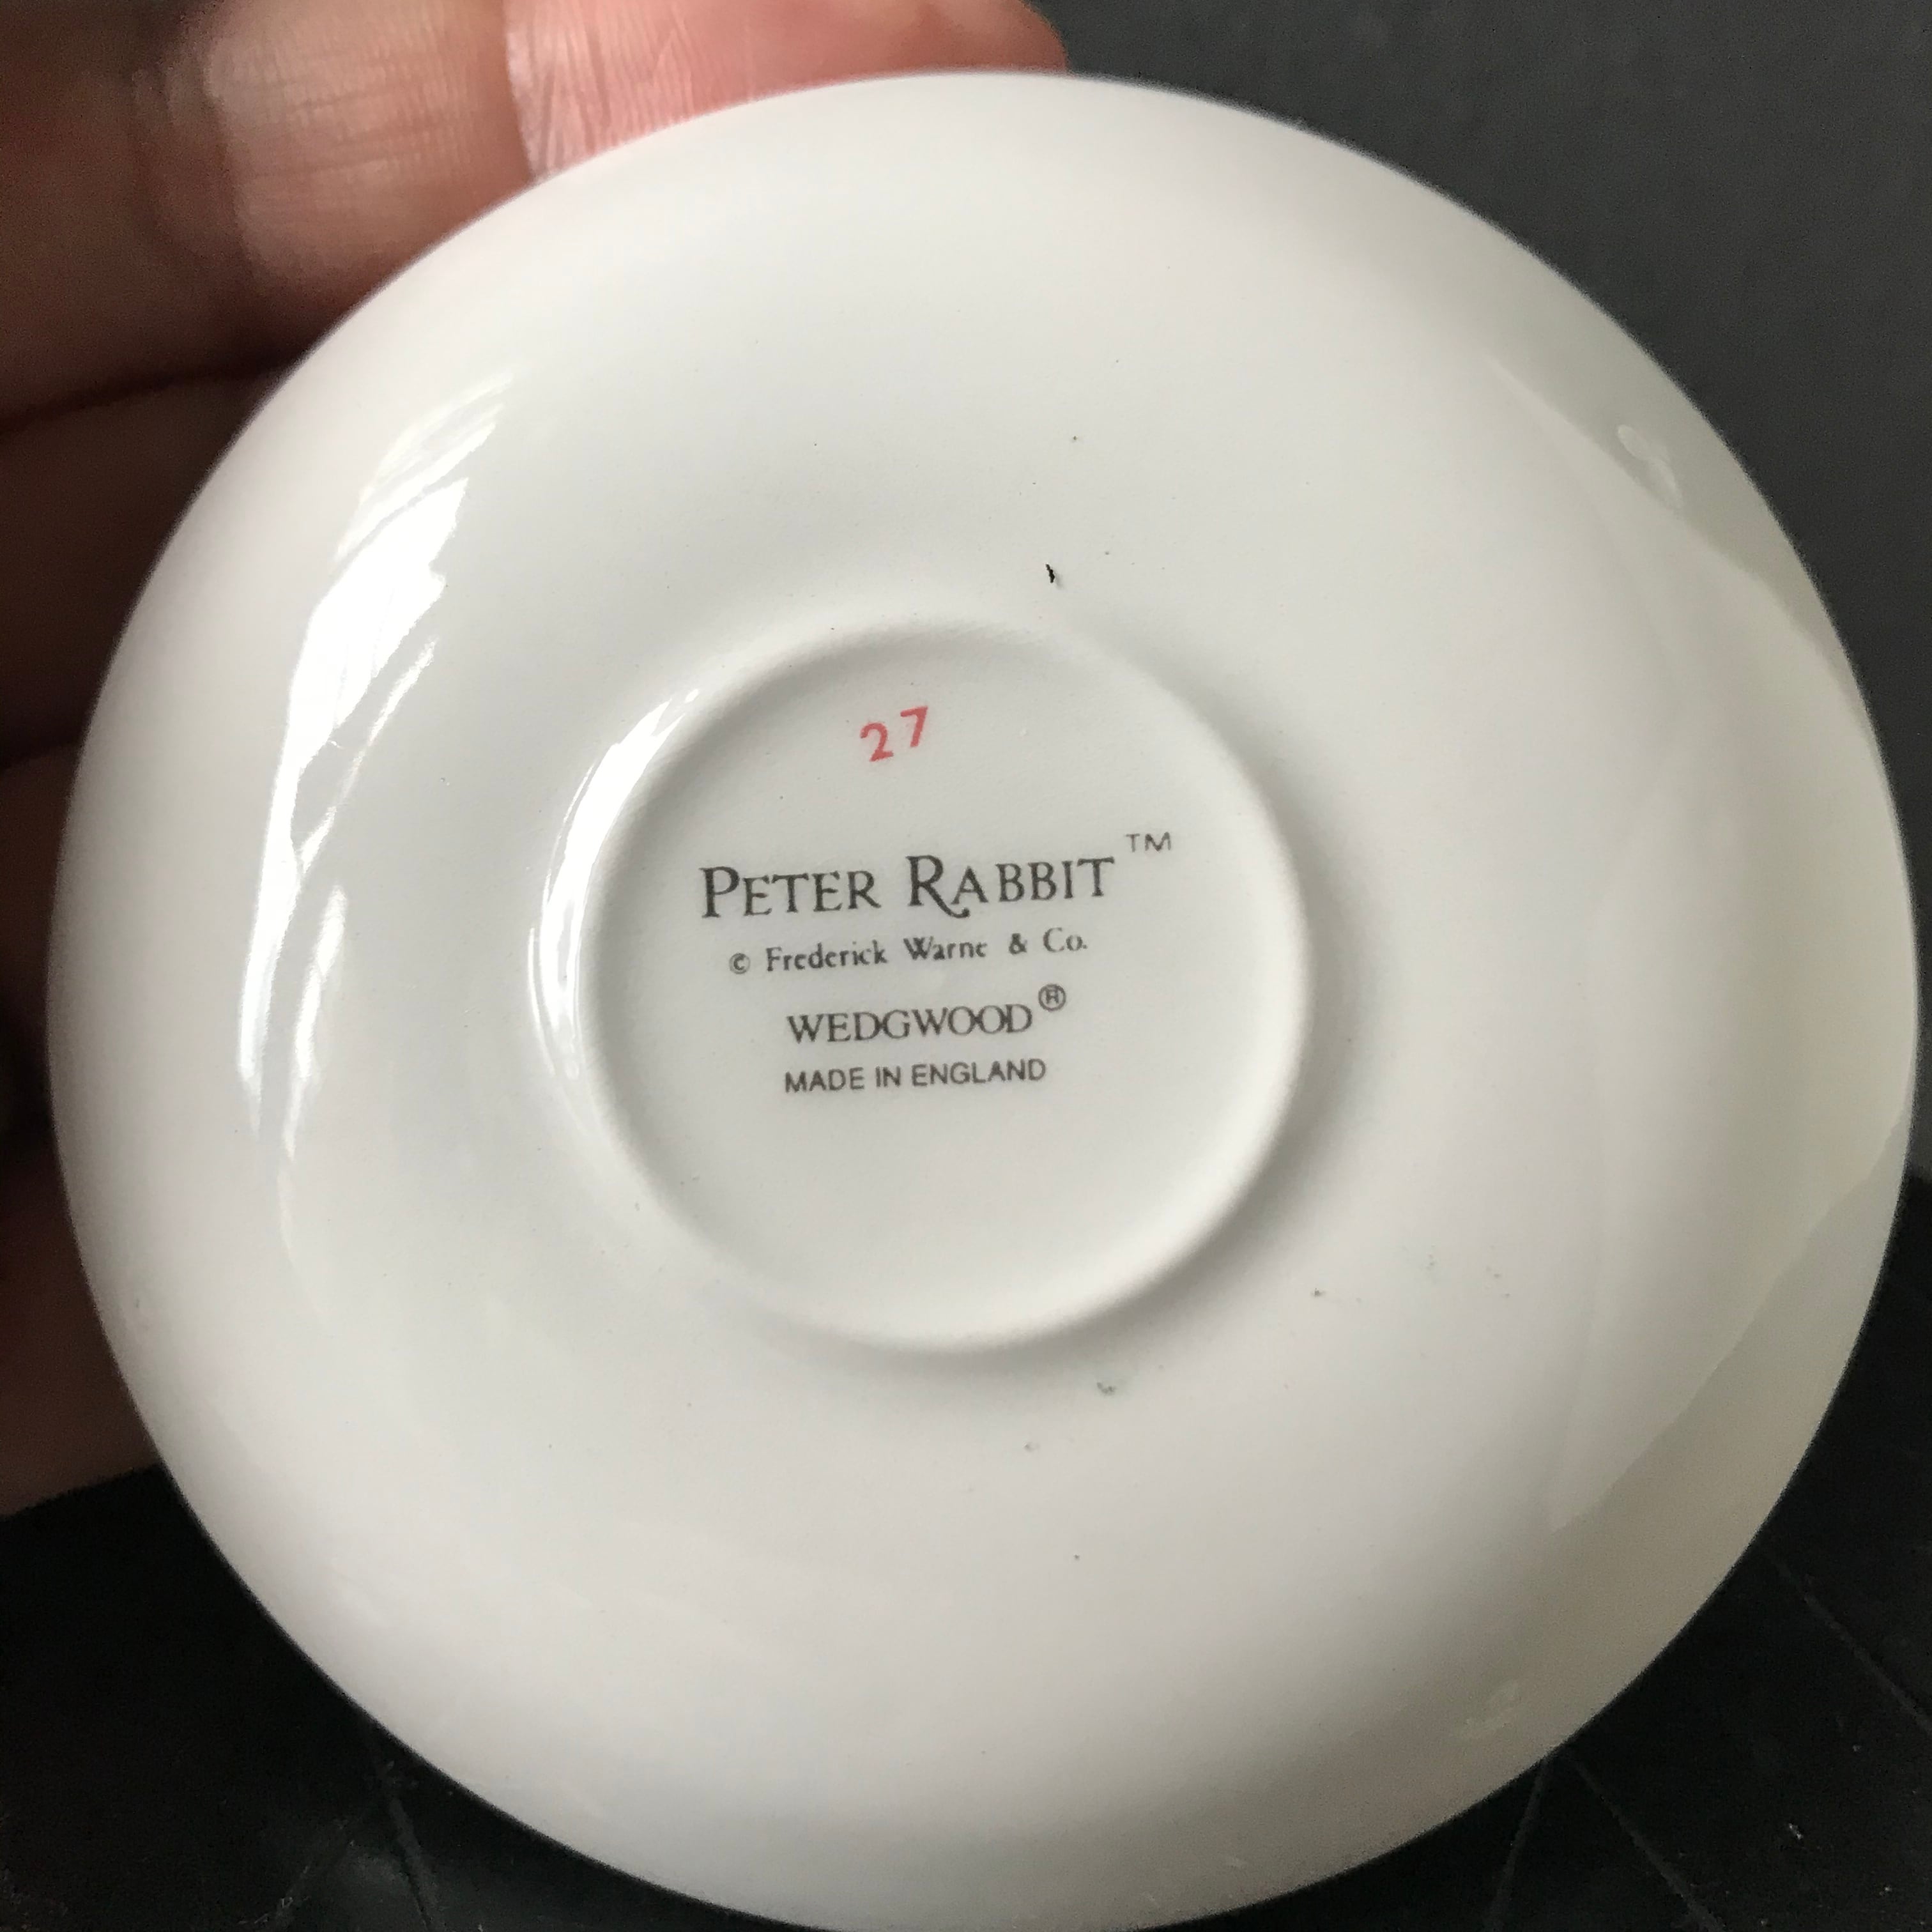 27
PETER RABBIT™
© Frederick Warne & Co.
WEDGWOOD®
MADE IN ENGLAND